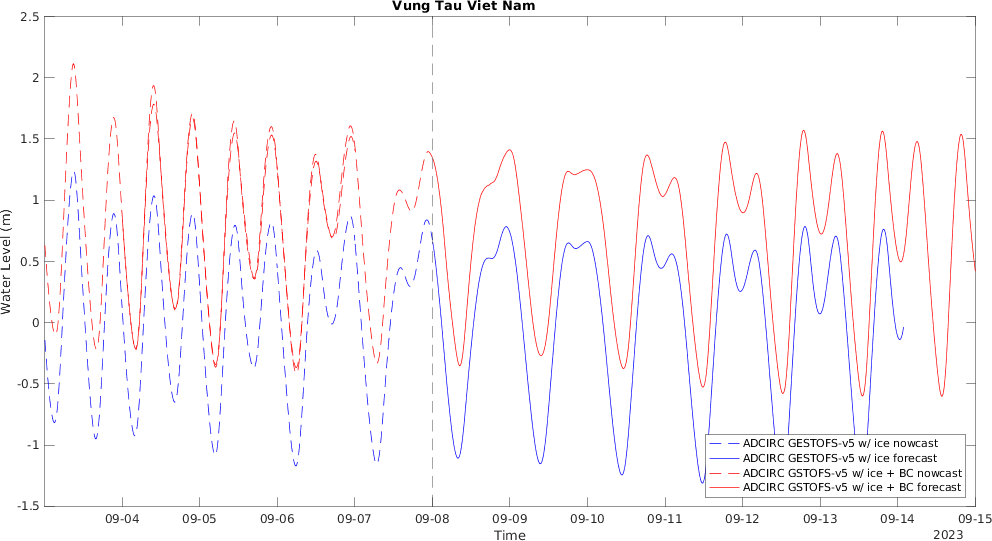 Vung Tau Viet Nam
2.5
2
1.5
1
0.5
0
-0.5
-1
-1.5
Water Level (m)
ADCIRC GESTOFS-v5 w/ ice nowcast
ADCIRC GESTOFS-v5 w/ ice forecast
ADCIRC GSTOFS-v5 w/ ice + BC nowcast
ADCIRC GSTOFS-v5 w/ ice + BC forecast
09-04 09-05 09-06 09-07 09-08 09-09 09-10 09-11 09-12 09-13 09-14 09-15
Time
2023